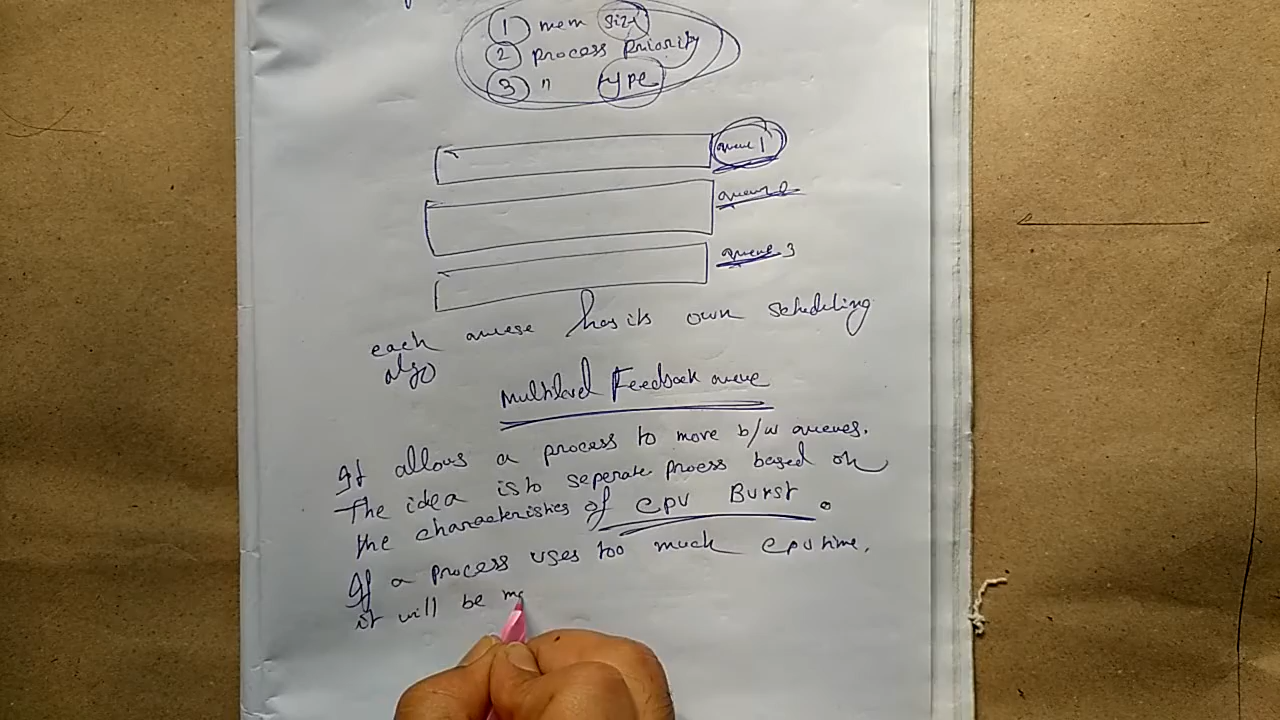 1 mem size
2 process priority
3 " type
queue 1
queue 2
queue 3
each queue has its own scheduling
algo
Multilevel Feedback queue
It allows a process to move b/w queues.
The idea is to seperate process based on
the characteristics of CPU Burst.
If a process uses too much cpu time,
it will be mo